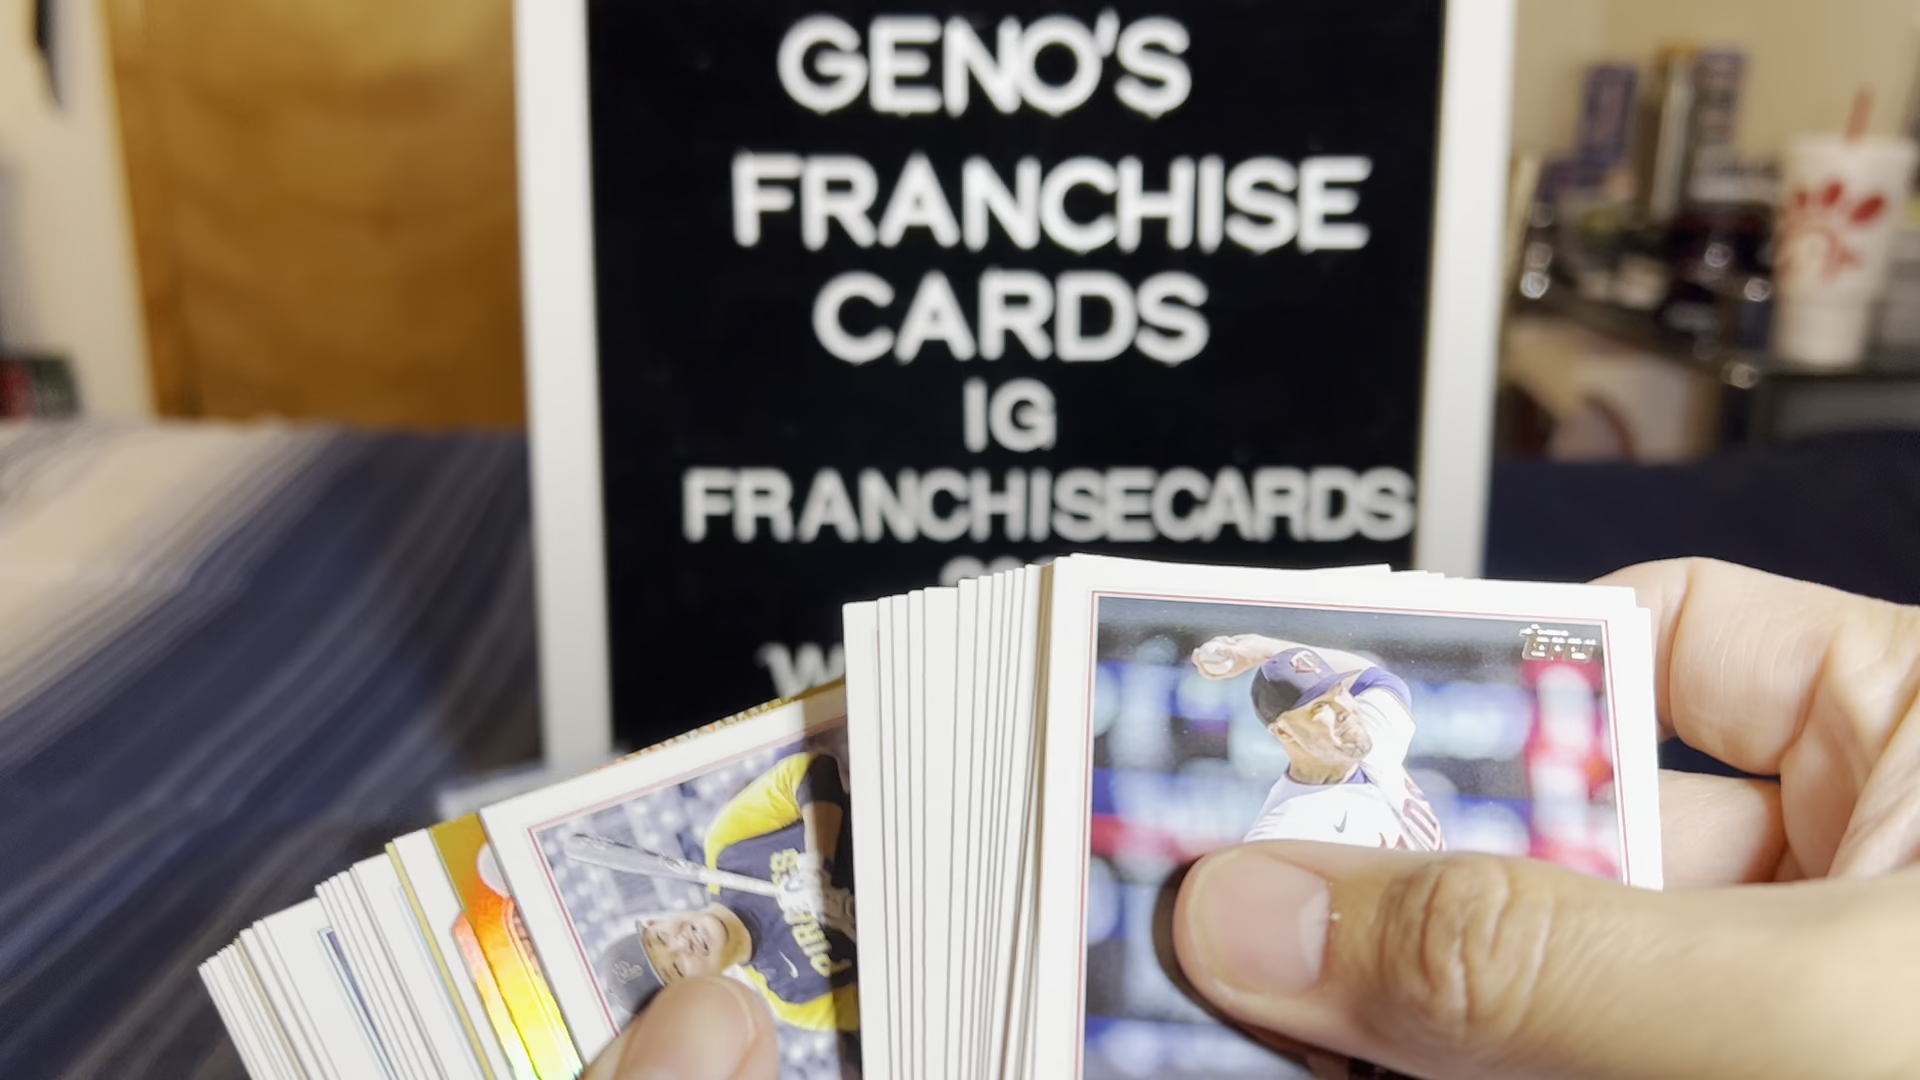 GENO'S
FRANCHISE
CARDS
IG
FRANCHISECARDS
W
PIRATES